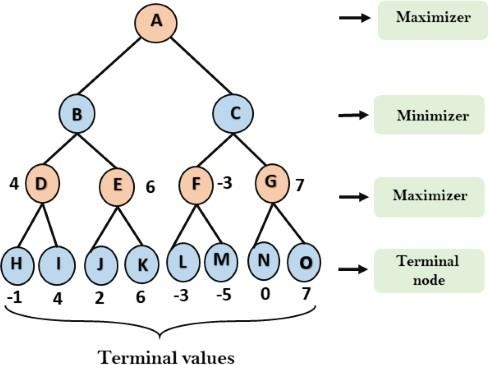 A
Maximizer
B
C
Minimizer
4 D
E 6
F -3
G 7
Maximizer
H I J K L M N O
Terminal
node
-1 4 2 6 -3 -5 0 7
Terminal values